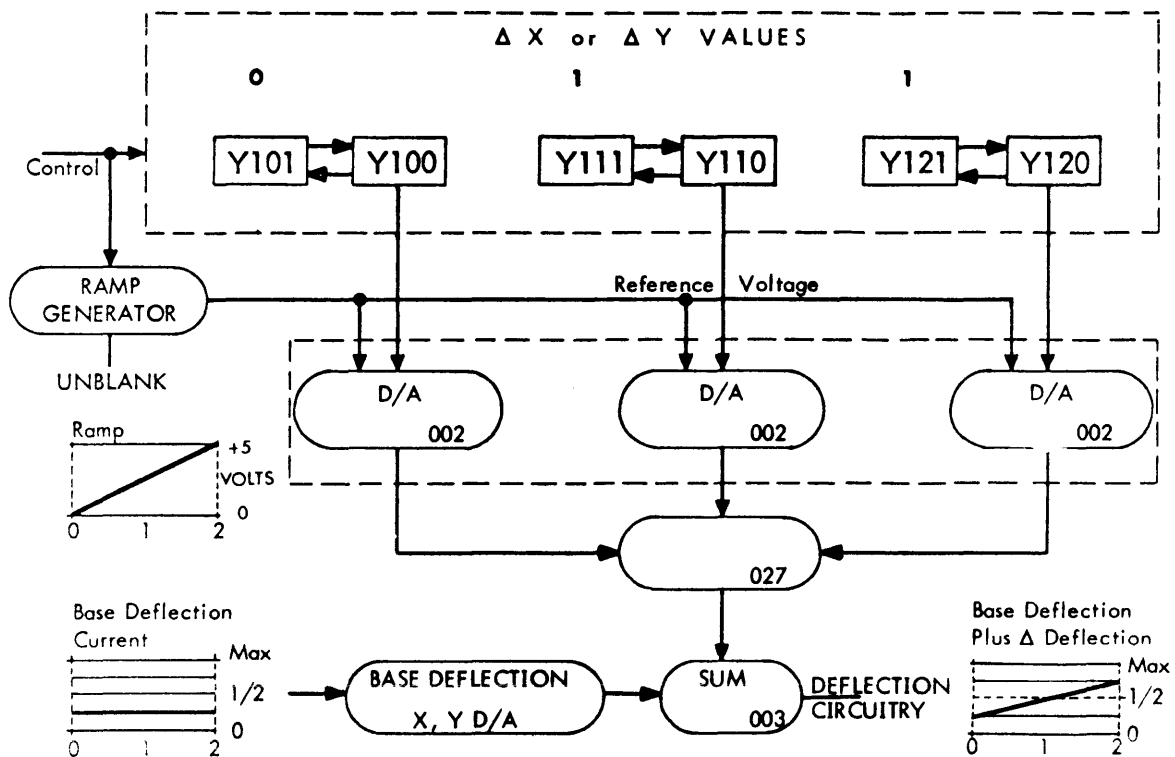 Δ X or Δ Y VALUES
0 1 1
Control
Y101 Y100 Y111 Y110 Y121 Y120
RAMP
GENERATOR
Reference Voltage
UNBLANK
D/A
002
D/A
002
D/A
002
Ramp
+5
VOLTS
0
0 1 2
027
Base Deflection
Current
Max
1/2
0
0 1 2
BASE DEFLECTION
X, Y D/A
SUM
003
DEFLECTION
CIRCUITRY
Base Deflection
Plus Δ Deflection
Max
1/2
0
0 1 2